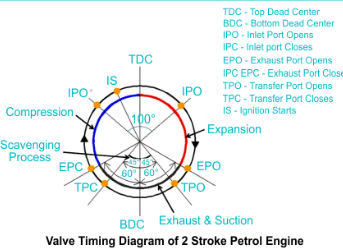 TDC - Top Dead Center
BDC - Bottom Dead Center
IPO - Inlet Port Opens
IPC - Inlet port Closes
EPO - Exhaust Port Opens
IPC EPC - Exhaust Port Close
TPO - Transfer Port Opens
TPC - Transfer Port Closes
IS - Ignition Starts
TDC
IS
IPO
IPO
Compression
100°
Expansion
Scavenging
Process
45
45
EPC
EPO
60°
60°
TPC
TPO
BDC
Exhaust & Suction
Valve Timing Diagram of 2 Stroke Petrol Engine